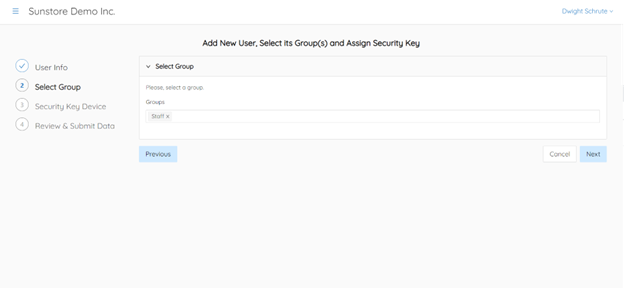 Sunstore Demo Inc.
Dwight Schrute
Add New User, Select its Group(s) and Assign Security Key
User Info
2 Select Group
3 Security Key Device
4 Review & Submit Data
Select Group
Please, select a group.
Groups
Staff x
Previous
Cancel
Next